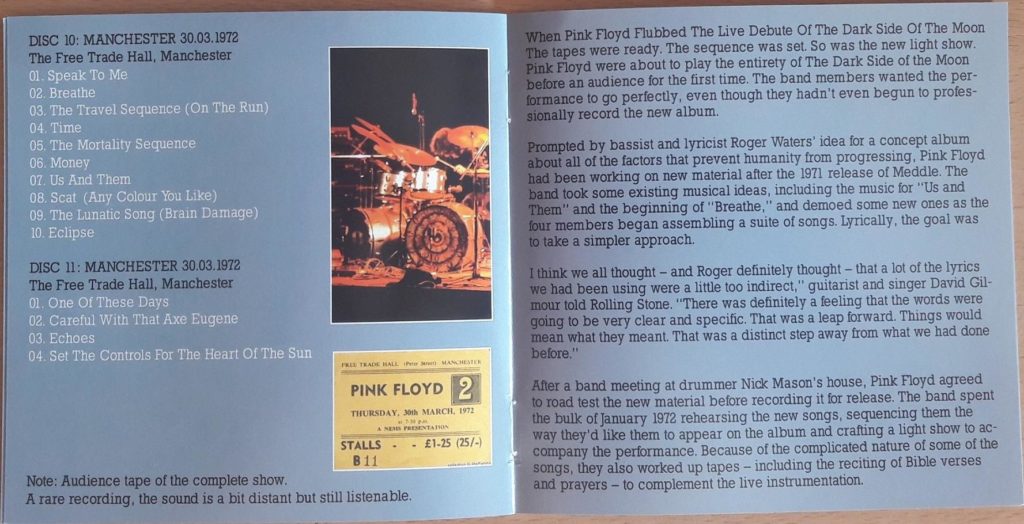 DISC 10: MANCHESTER 30.03.1972
The Free Trade Hall, Manchester
01. Speak To Me
02. Breathe
03. The Travel Sequence (On The Run)
04. Time
05. The Mortality Sequence
06. Money
07. Us And Them
08. Scat (Any Colour You Like)
09. The Lunatic Song (Brain Damage)
10. Eclipse
DISC 11: MANCHESTER 30.03.1972
The Free Trade Hall, Manchester
01. One Of These Days
02. Careful With That Axe Eugene
03. Echoes
04. Set The Controls For The Heart Of The Sun
FREE TRADE HALL (Peter Street) MANCHESTER
PINK FLOYD 2
THURSDAY, 30th MARCH, 1972
at 7-30 p.m.
A NEMS PRESENTATION
STALLS - - £1-25 (25/-)
B 11
Note: Audience tape of the complete show.
A rare recording, the sound is a bit distant but still listenable.
When Pink Floyd Flubbed The Live Debute Of The Dark Side Of The Moon
The tapes were ready. The sequence was set. So was the new light show.
Pink Floyd were about to play the entirety of The Dark Side of the Moon
before an audience for the first time. The band members wanted the per-
formance to go perfectly, even though they hadn't even begun to profes-
sionally record the new album.
Prompted by bassist and lyricist Roger Waters' idea for a concept album
about all of the factors that prevent humanity from progressing, Pink Floyd
had been working on new material after the 1971 release of Meddle. The
band took some existing musical ideas, including the music for "Us and
Them" and the beginning of "Breathe," and demoed some new ones as the
four members began assembling a suite of songs. Lyrically, the goal was
to take a simpler approach.
I think we all thought – and Roger definitely thought – that a lot of the lyrics
we had been using were a little too indirect," guitarist and singer David Gil-
mour told Rolling Stone. "There was definitely a feeling that the words were
going to be very clear and specific. That was a leap forward. Things would
mean what they meant. That was a distinct step away from what we had done
before."
After a band meeting at drummer Nick Mason's house, Pink Floyd agreed
to road test the new material before recording it for release. The band spent
the bulk of January 1972 rehearsing the new songs, sequencing them the
way they'd like them to appear on the album and crafting a light show to ac-
company the performance. Because of the complicated nature of some of the
songs, they also worked up tapes – including the reciting of Bible verses
and prayers – to complement the live instrumentation.